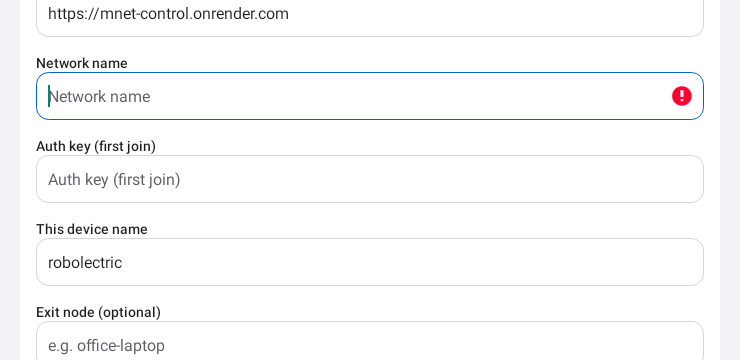 https://mnet-control.onrender.com
Network name
Network name
Auth key (first join)
Auth key (first join)
This device name
robolectric
Exit node (optional)
e.g. office-laptop